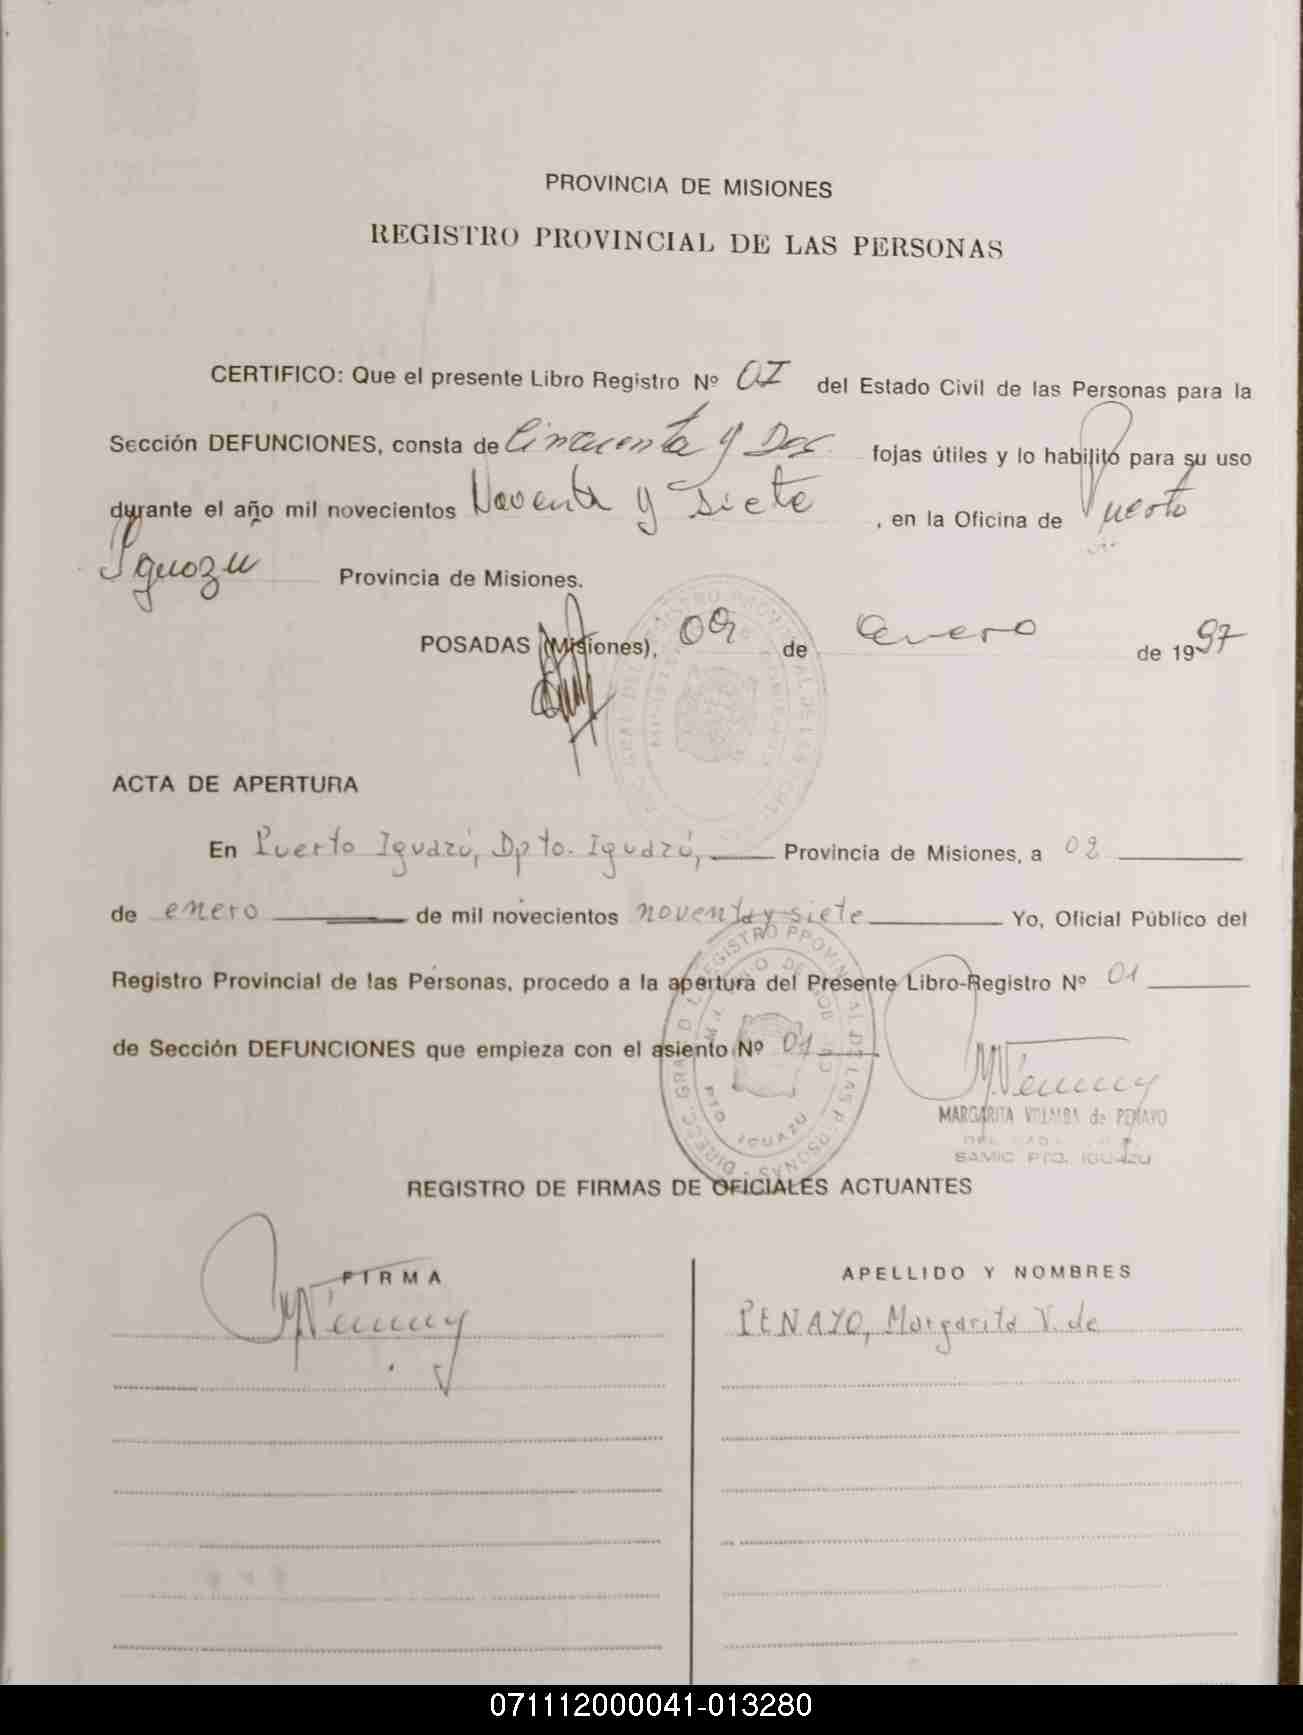 PROVINCIA DE MISIONES
REGISTRO PROVINCIAL DE LAS PERSONAS
CERTIFICO: Que el presente Libro Registro Nº 01 del Estado Civil de las Personas para la
Sección DEFUNCIONES, consta de Cincuenta y Dos fojas útiles y lo habilito para su uso
durante el año mil novecientos Noventa y Siete, en la Oficina de Puerto
Iguazu Provincia de Misiones.
POSADAS (Misiones), 02 de Enero de 1997
ACTA DE APERTURA
En Puerto Iguazú, Dpto. Iguazú, Provincia de Misiones, a 02
de enero de mil novecientos noventa y siete Yo, Oficial Público del
Registro Provincial de las Personas, procedo a la apertura del Presente Libro-Registro Nº 01
de Sección DEFUNCIONES que empieza con el asiento Nº 01
MARGARITA de PENAYO
SAMIC PTO. IGUAZU
REGISTRO DE FIRMAS DE OFICIALES ACTUANTES
FIRMA APELLIDO Y NOMBRES
PENAYO, Margarita V. de
071112000041-013280